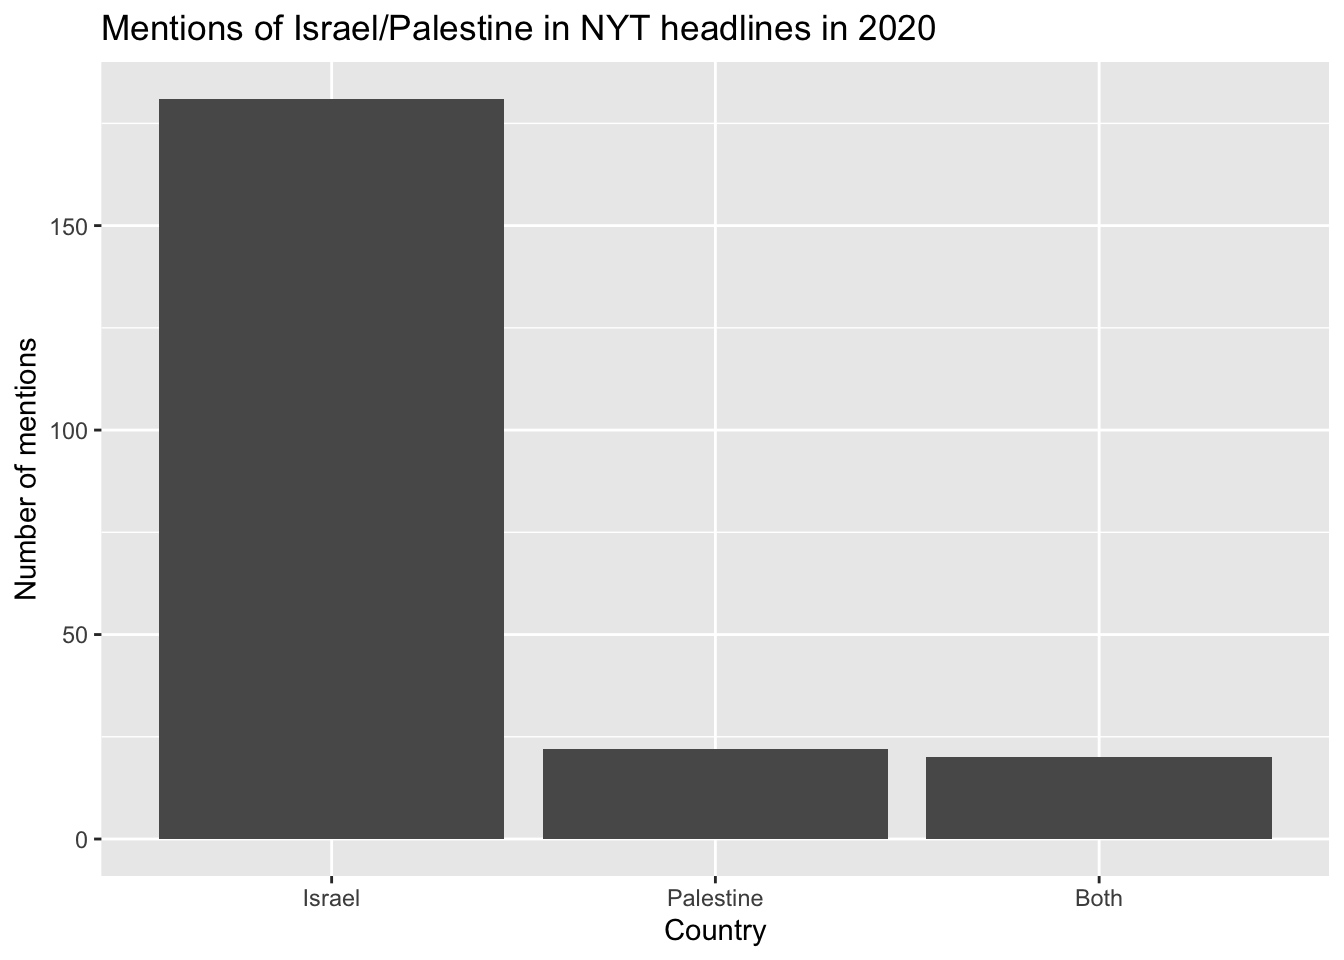 Mentions of Israel/Palestine in NYT headlines in 2020
Number of mentions
150
100
50
0
Israel
Palestine
Both
Country